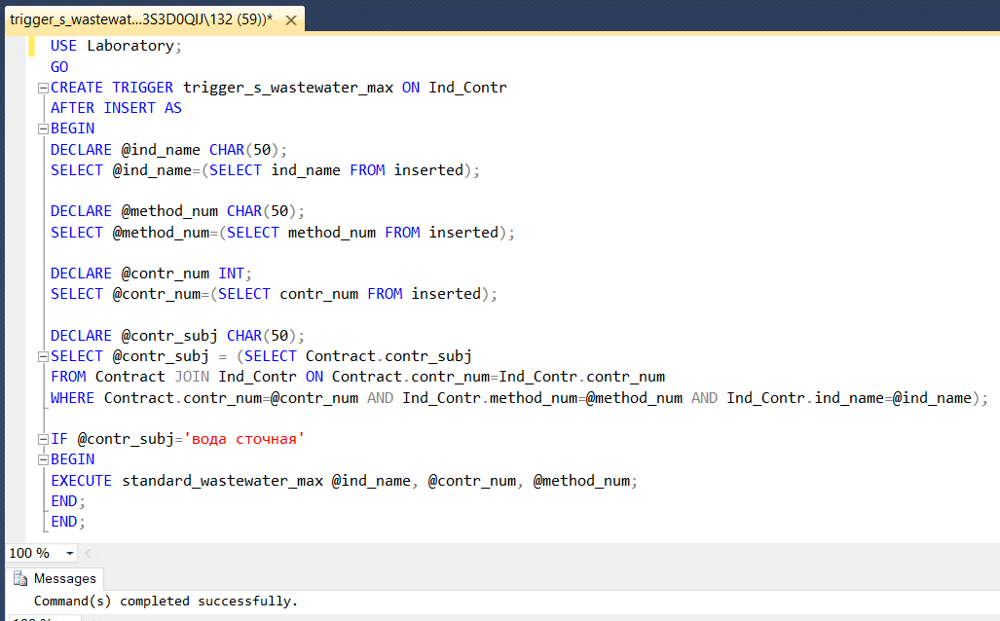 trigger_s_wastewat...3S3D0QIJ\132 (59))*
USE Laboratory;
GO
CREATE TRIGGER trigger_s_wastewater_max ON Ind_Contr
AFTER INSERT AS
BEGIN
DECLARE @ind_name CHAR(50);
SELECT @ind_name=(SELECT ind_name FROM inserted);
DECLARE @method_num CHAR(50);
SELECT @method_num=(SELECT method_num FROM inserted);
DECLARE @contr_num INT;
SELECT @contr_num=(SELECT contr_num FROM inserted);
DECLARE @contr_subj CHAR(50);
SELECT @contr_subj = (SELECT Contract.contr_subj
FROM Contract JOIN Ind_Contr ON Contract.contr_num=Ind_Contr.contr_num
WHERE Contract.contr_num=@contr_num AND Ind_Contr.method_num=@method_num AND Ind_Contr.ind_name=@ind_name);
IF @contr_subj='вода сточная'
BEGIN
EXECUTE standard_wastewater_max @ind_name, @contr_num, @method_num;
END;
END;
100 %
Messages
Command(s) completed successfully.
100 %